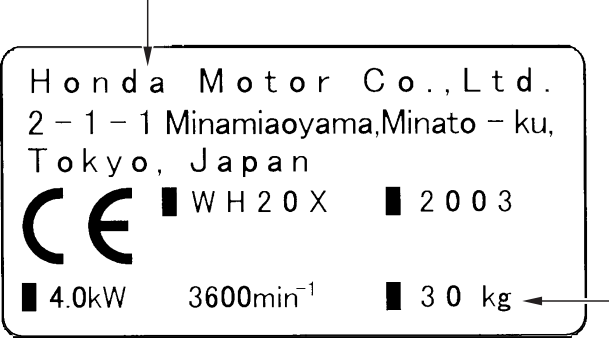 Honda Motor Co.,Ltd.
2-1-1 Minamiaoyama,Minato-ku,
Tokyo, Japan
CE WH20X 2003
4.0kW 3600min⁻¹ 30 kg